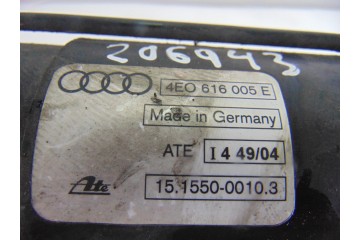 206943
4E0 616 005 E
Made in Germany
ATE I 4 49/04
Ate 15.1550-0010.3